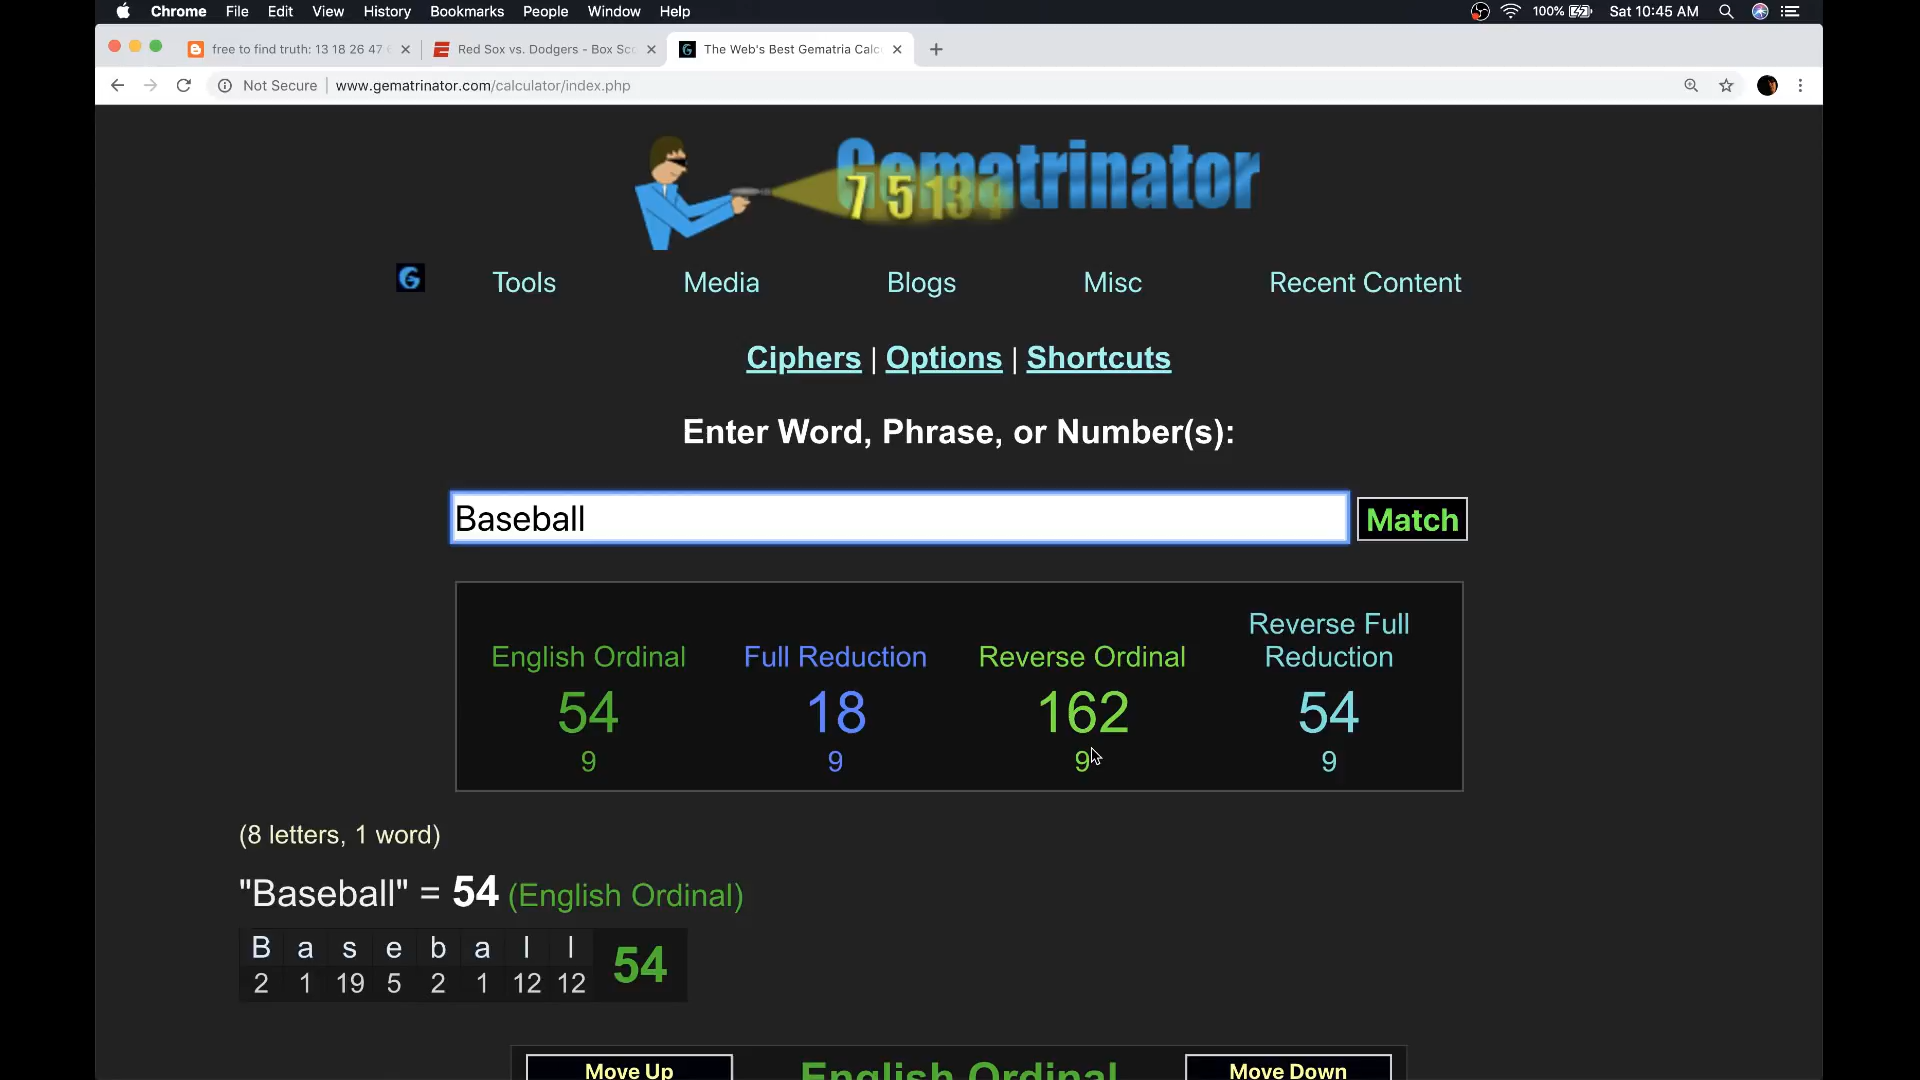 Chrome File Edit View History Bookmarks People Window Help 100% Sat 10:45 AM
free to find truth: 13 18 26 47 Red Sox vs. Dodgers - Box Sc The Web's Best Gematria Calc
Not Secure | www.gematrinator.com/calculator/index.php
Gematrinator
7 5 13
Tools Media Blogs Misc Recent Content
Ciphers | Options | Shortcuts
Enter Word, Phrase, or Number(s):
Baseball Match
English Ordinal Full Reduction Reverse Ordinal Reverse Full Reduction
54 18 162 54
9 9 9 9
(8 letters, 1 word)
"Baseball" = 54 (English Ordinal)
B a s e b a l l 54
2 1 19 5 2 1 12 12
Move Up English Ordinal Move Down